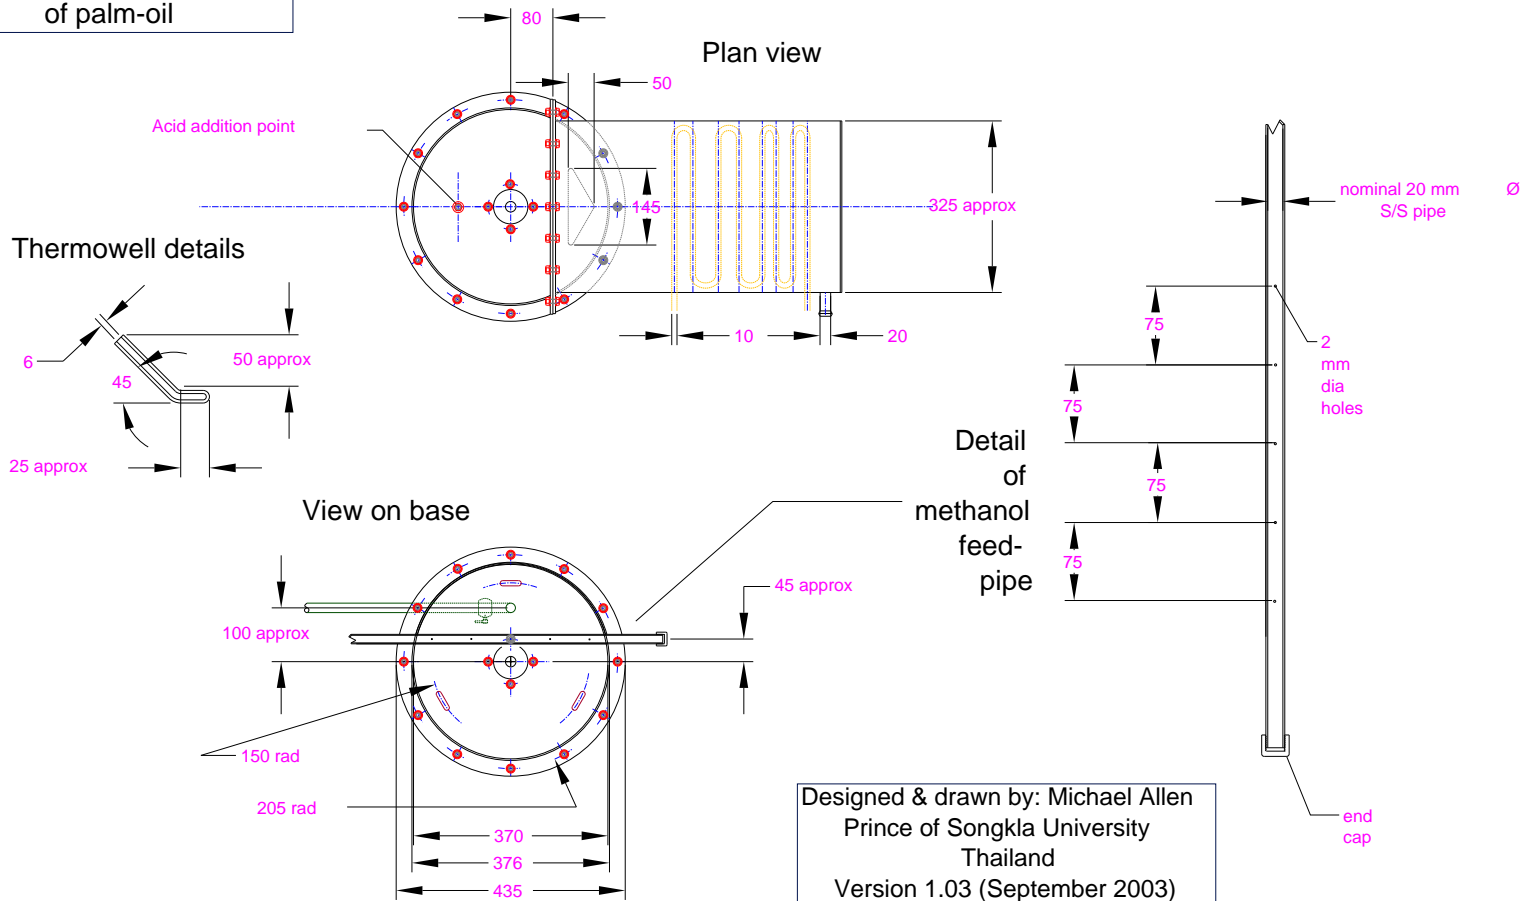 of palm-oil
80
Plan view
50
Acid addition point
145
325 approx
nominal 20 mm Ø
S/S pipe
Thermowell details
6
50 approx
45
25 approx
10
20
75
2
mm
dia
holes
75
75
75
Detail
of
methanol
feed-
pipe
View on base
45 approx
100 approx
150 rad
205 rad
370
376
435
end
cap
Designed & drawn by: Michael Allen
Prince of Songkla University
Thailand
Version 1.03 (September 2003)